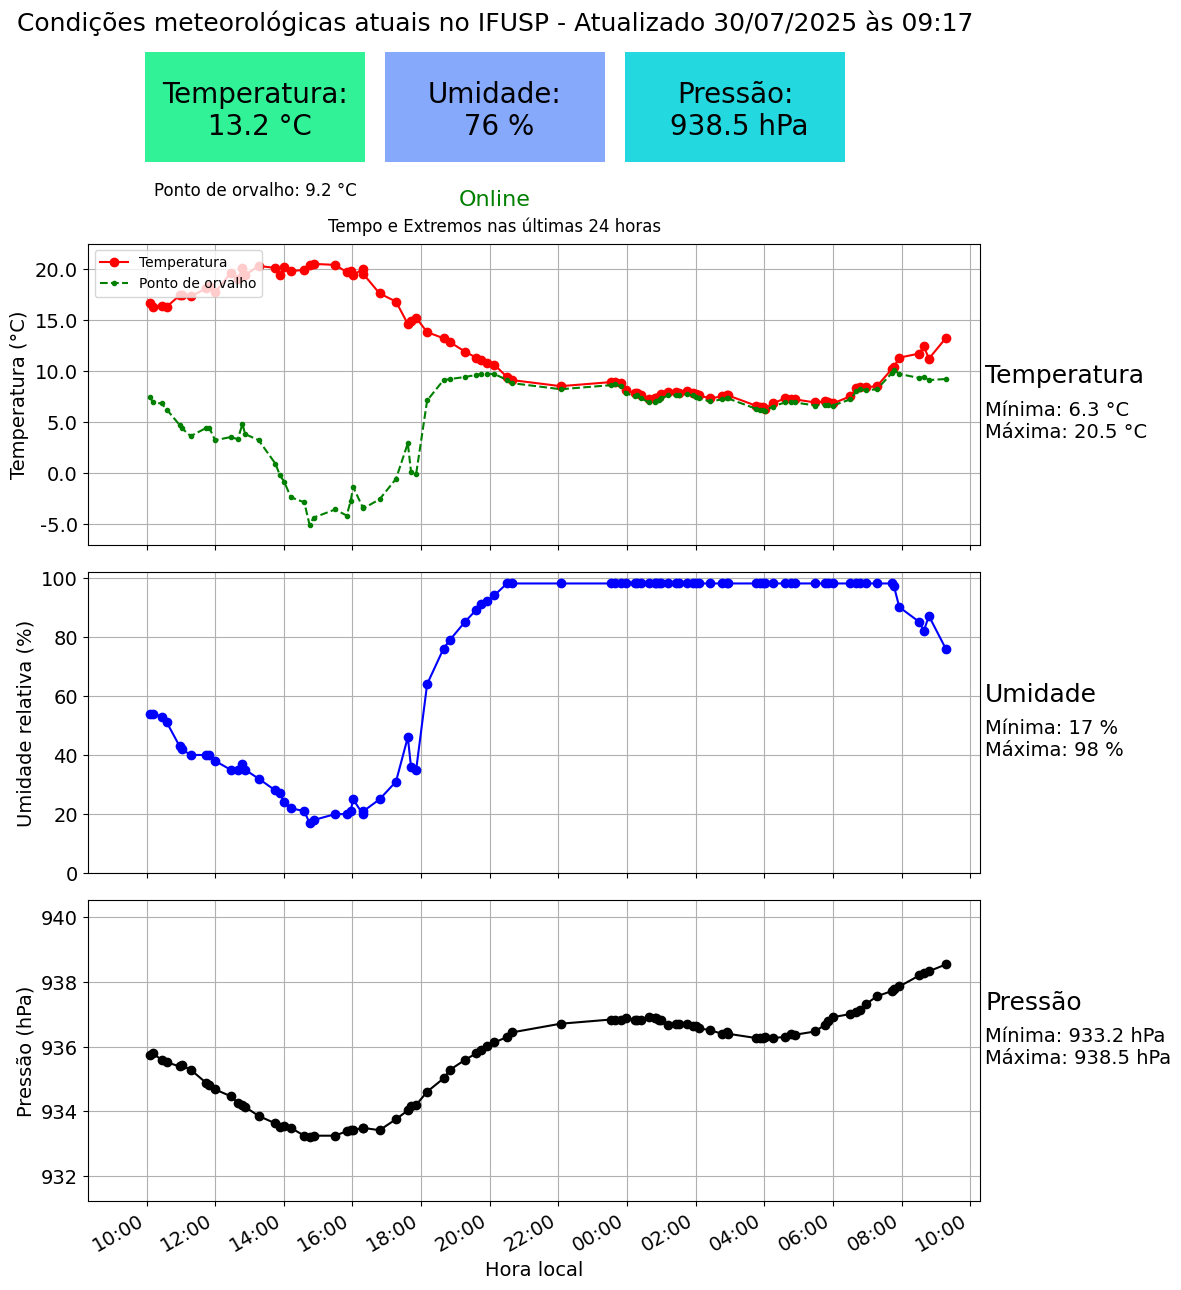 Condições meteorológicas atuais no IFUSP - Atualizado 30/07/2025 às 09:17
Temperatura:
13.2 °C
Umidade:
76 %
Pressão:
938.5 hPa
Ponto de orvalho: 9.2 °C
Online
Tempo e Extremos nas últimas 24 horas
Temperatura
Ponto de orvalho
Temperatura (°C)
20.0
15.0
10.0
5.0
0.0
-5.0
Temperatura
Mínima: 6.3 °C
Máxima: 20.5 °C
Umidade relativa (%)
100
80
60
40
20
0
Umidade
Mínima: 17 %
Máxima: 98 %
Pressão (hPa)
940
938
936
934
932
Pressão
Mínima: 933.2 hPa
Máxima: 938.5 hPa
10:00 12:00 14:00 16:00 18:00 20:00 22:00 00:00 02:00 04:00 06:00 08:00 10:00
Hora local